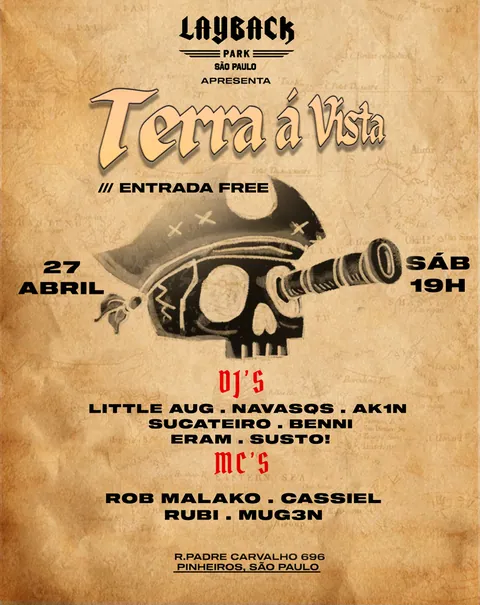 LAYBACK
PARK
SÃO PAULO
APRESENTA
Terra á Vista
/// ENTRADA FREE
27
ABRIL
SÁB
19H
DJ'S
LITTLE AUG . NAVASQS . AK1N
SUCATEIRO . BENNI
ERAM . SUSTO!
MC'S
ROB MALAKO . CASSIEL
RUBI . MUG3N
R.PADRE CARVALHO 696
PINHEIROS, SÃO PAULO